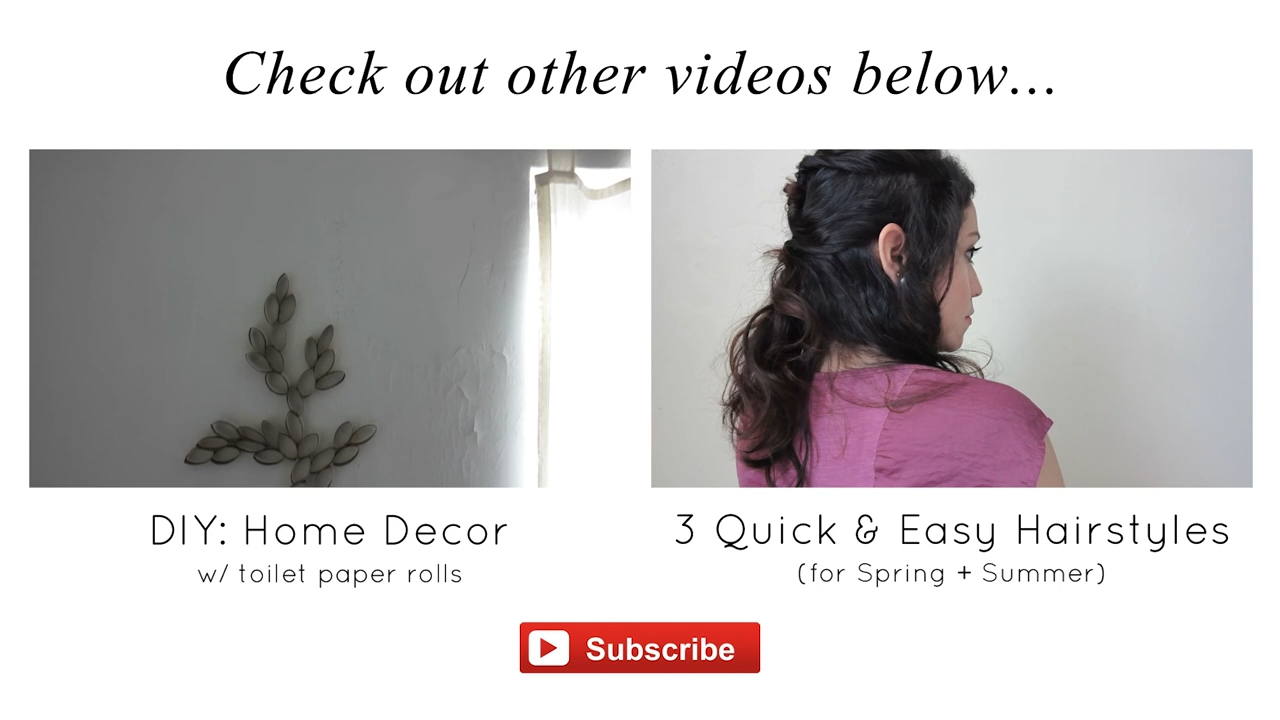 Check out other videos below...
DIY: Home Decor
w/ toilet paper rolls
3 Quick & Easy Hairstyles
(for Spring + Summer)
Subscribe